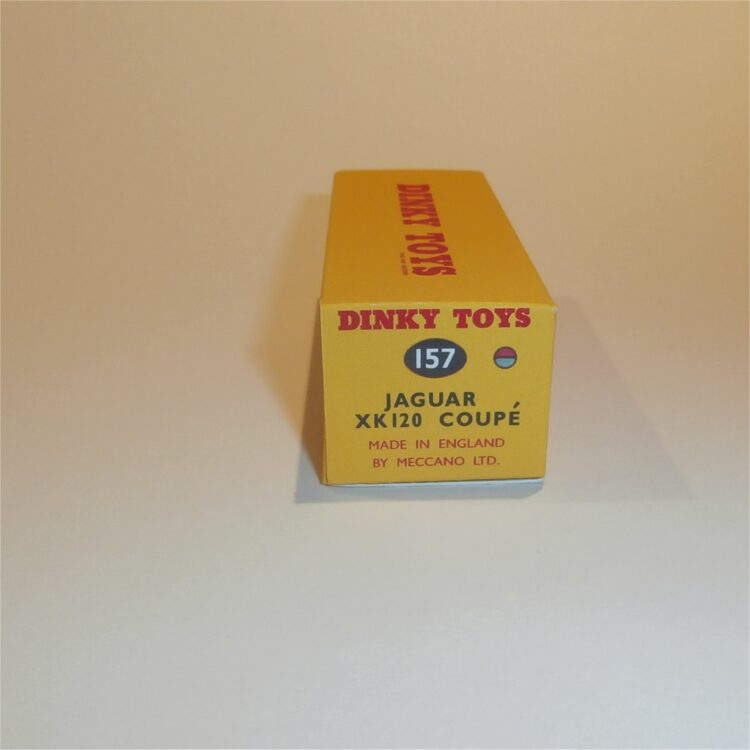 DINKY TOYS
DINKY TOYS
157
JAGUAR
XK120 COUPÉ
MADE IN ENGLAND
BY MECCANO LTD.